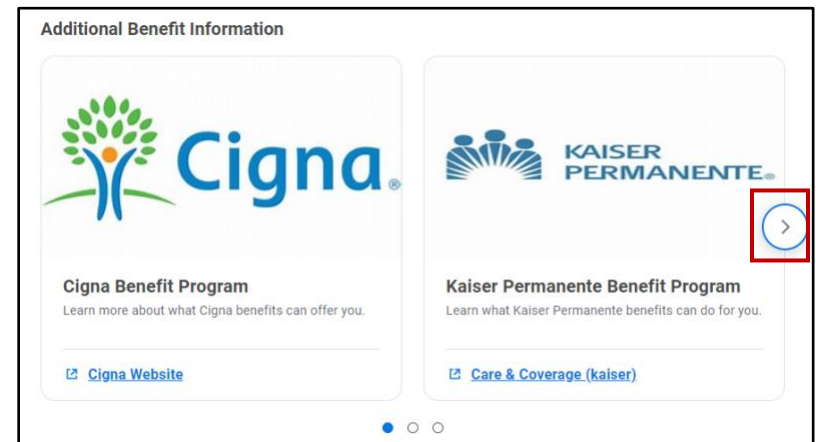 Additional Benefit Information
Cigna®
KAISER
PERMANENTE®
Cigna Benefit Program
Learn more about what Cigna benefits can offer you.
Cigna Website
Kaiser Permanente Benefit Program
Learn what Kaiser Permanente benefits can do for you.
Care & Coverage (kaiser)